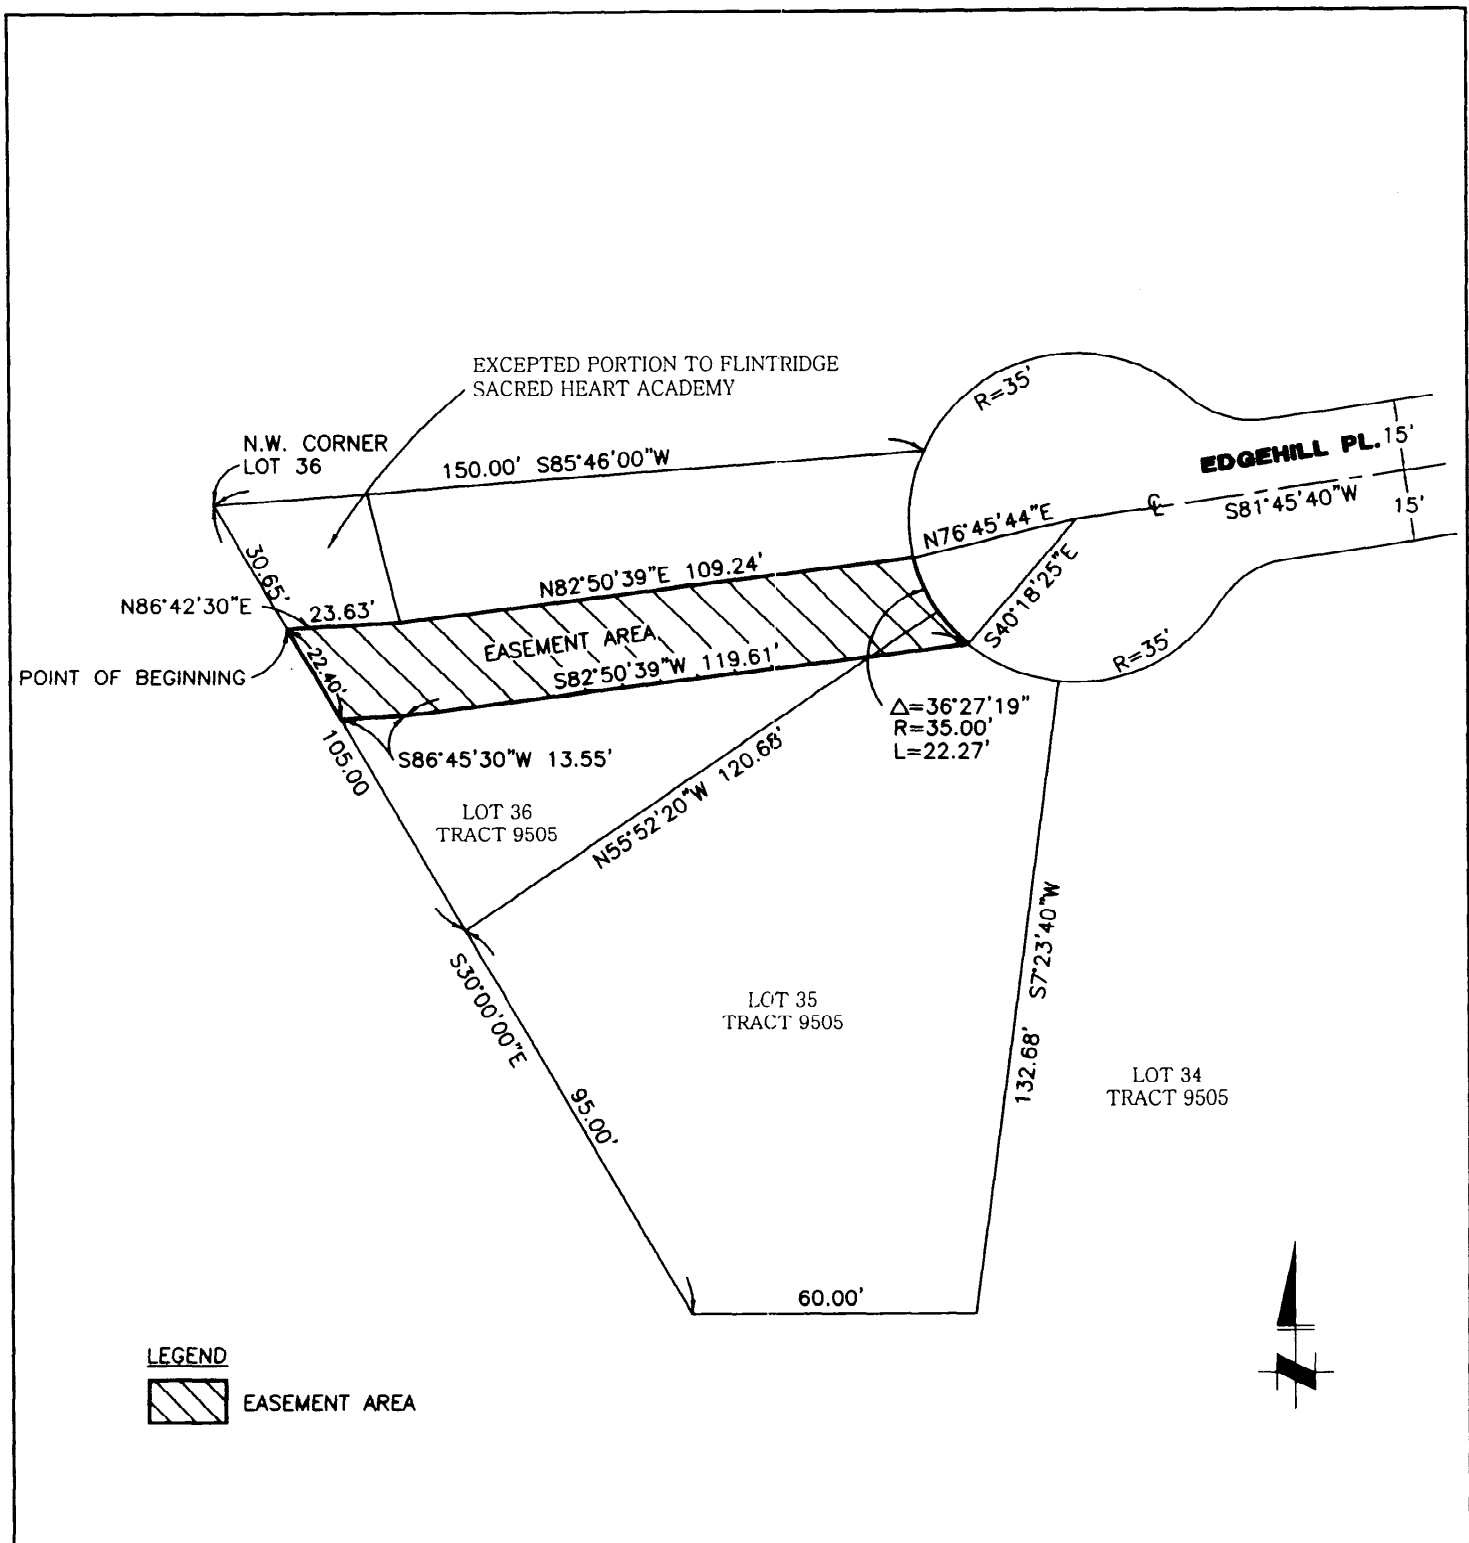 EXCEPTED PORTION TO FLINTRIDGE
SACRED HEART ACADEMY
R=35'
N.W. CORNER
LOT 36
150.00' S85°46'00"W
EDGEHILL PL.
15'
℄
S81°45'40"W
15'
N76°45'44"E
S40°18'25"E
R=35'
30.65'
N86°42'30"E
23.63'
N82°50'39"E 109.24'
EASEMENT AREA
S82°50'39"W 119.61'
POINT OF BEGINNING
22.40'
Δ=36°27'19"
R=35.00'
L=22.27'
S86°45'30"W 13.55'
105.00
LOT 36
TRACT 9505
N55°52'20"W 120.68'
S30°00'00"E
95.00'
LOT 35
TRACT 9505
132.68' S7°23'40"W
LOT 34
TRACT 9505
60.00'
LEGEND
EASEMENT AREA
N